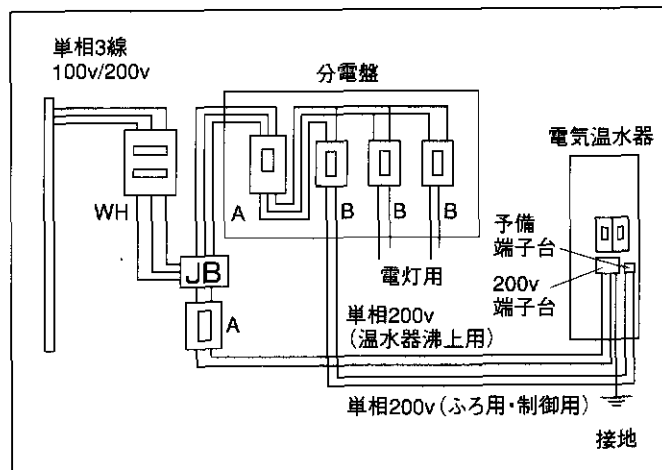 単相3線
100v/200v
分電盤
電気温水器
WH
A
B
B
B
予備
端子台
電灯用
JB
200v
端子台
A
単相200v
(温水器沸上用)
単相200v(ふろ用・制御用)
接地